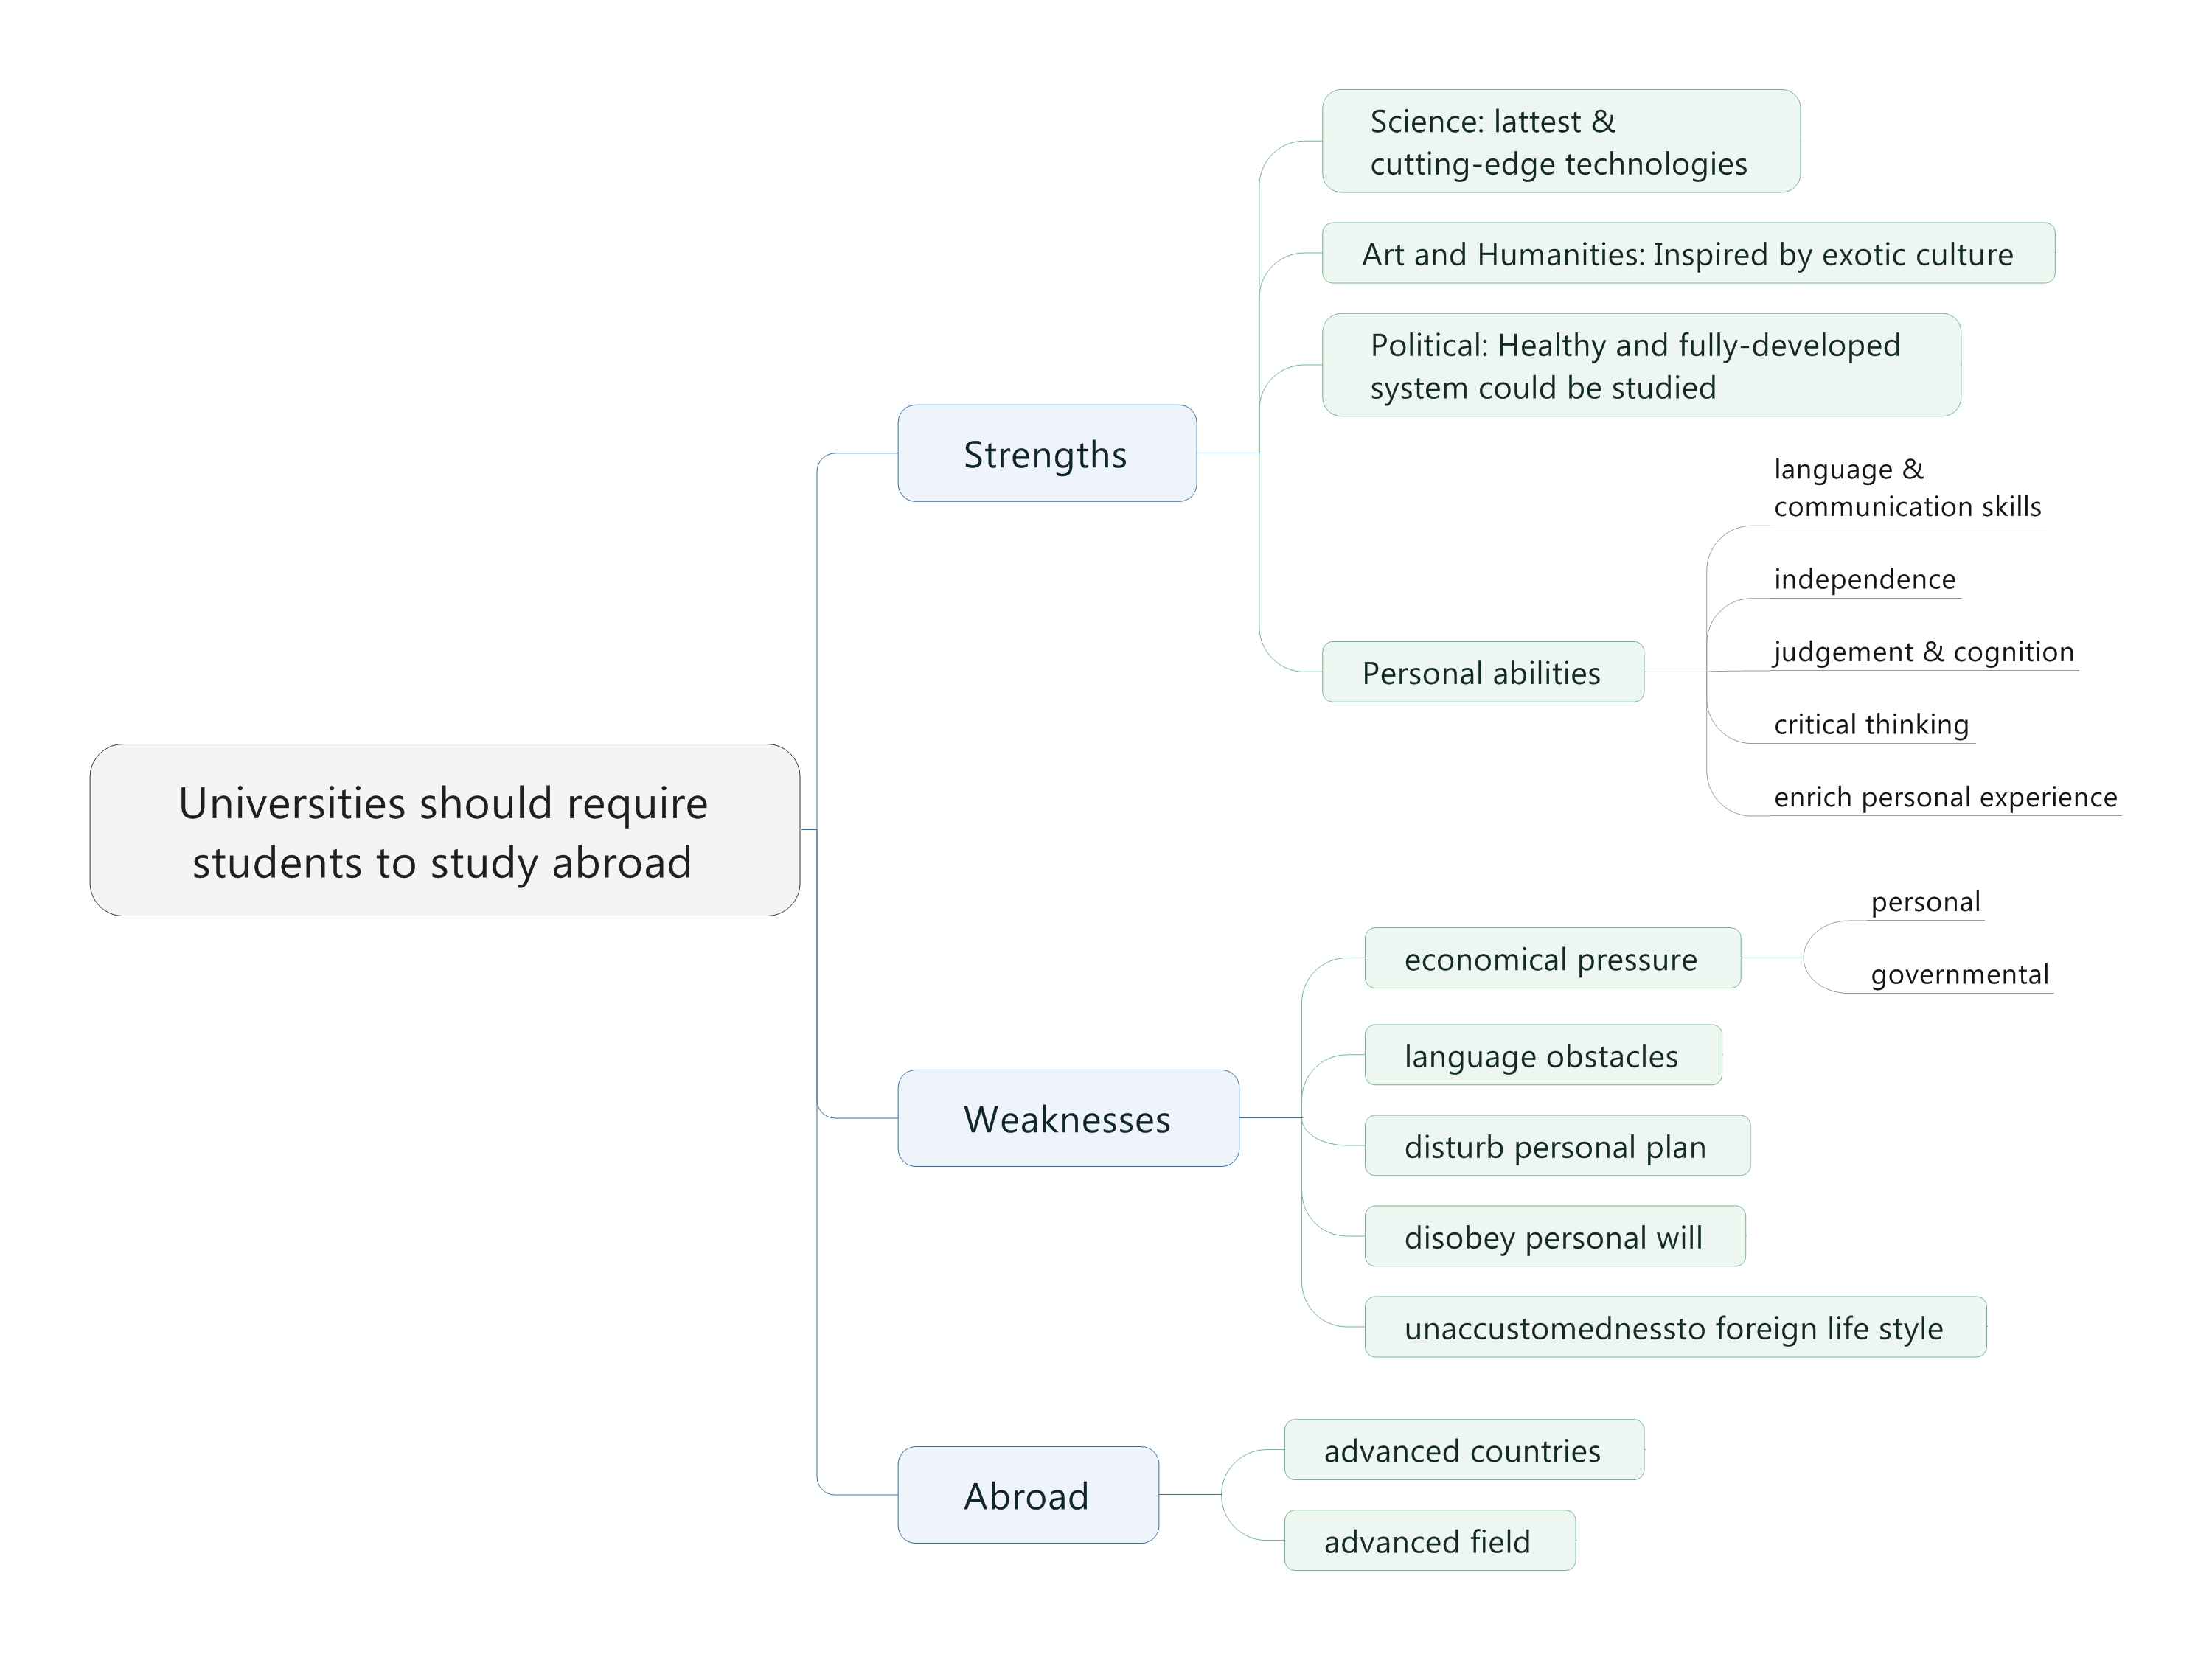 Universities should require
students to study abroad
Strengths
Science: lattest &
cutting-edge technologies
Art and Humanities: Inspired by exotic culture
Political: Healthy and fully-developed
system could be studied
Personal abilities
language &
communication skills
independence
judgement & cognition
critical thinking
enrich personal experience
Weaknesses
economical pressure
personal
governmental
language obstacles
disturb personal plan
disobey personal will
unaccustomednessto foreign life style
Abroad
advanced countries
advanced field